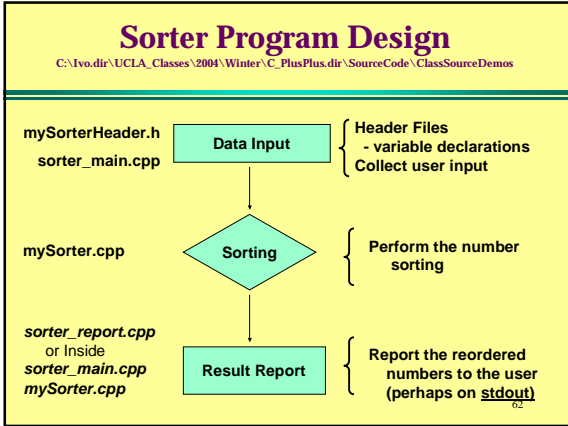 Sorter Program Design
C:\Ivo.dir\UCLA_Classes\2004\Winter\C_PlusPlus.dir\SourceCode\ClassSourceDemos
mySorterHeader.h
sorter_main.cpp
Data Input
Header Files
- variable declarations
Collect user input
mySorter.cpp
Sorting
Perform the number
sorting
sorter_report.cpp
or Inside
sorter_main.cpp
mySorter.cpp
Result Report
Report the reordered
numbers to the user
(perhaps on stdout)
62